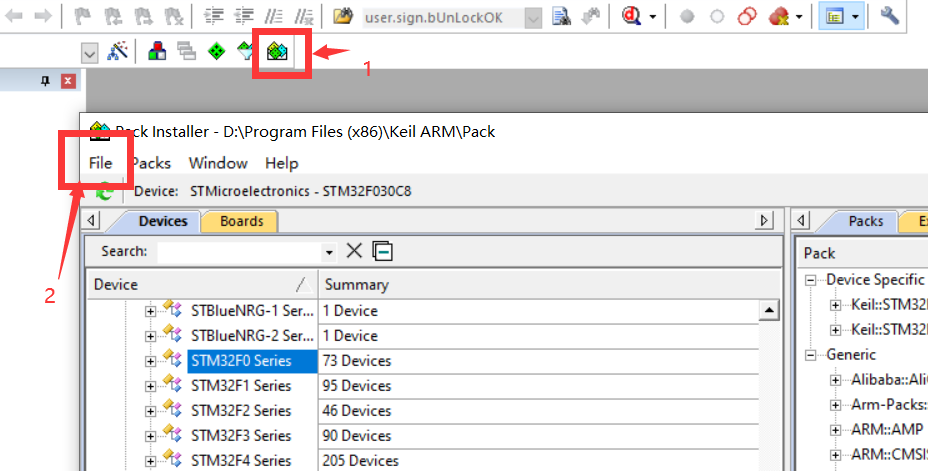 user.sign.bUnLockOK
1
Pack Installer - D:\Program Files (x86)\Keil ARM\Pack
File Packs Window Help
Device: STMicroelectronics - STM32F030C8
2
Devices Boards
Search:
Device Summary
STBlueNRG-1 Ser... 1 Device
STBlueNRG-2 Ser... 1 Device
STM32F0 Series 73 Devices
STM32F1 Series 95 Devices
STM32F2 Series 46 Devices
STM32F3 Series 90 Devices
STM32F4 Series 205 Devices
Packs
Pack
Device Specific
Keil::STM32
Keil::STM32
Generic
Alibaba::Ali
Arm-Packs:
ARM::AMP
ARM::CMSIS